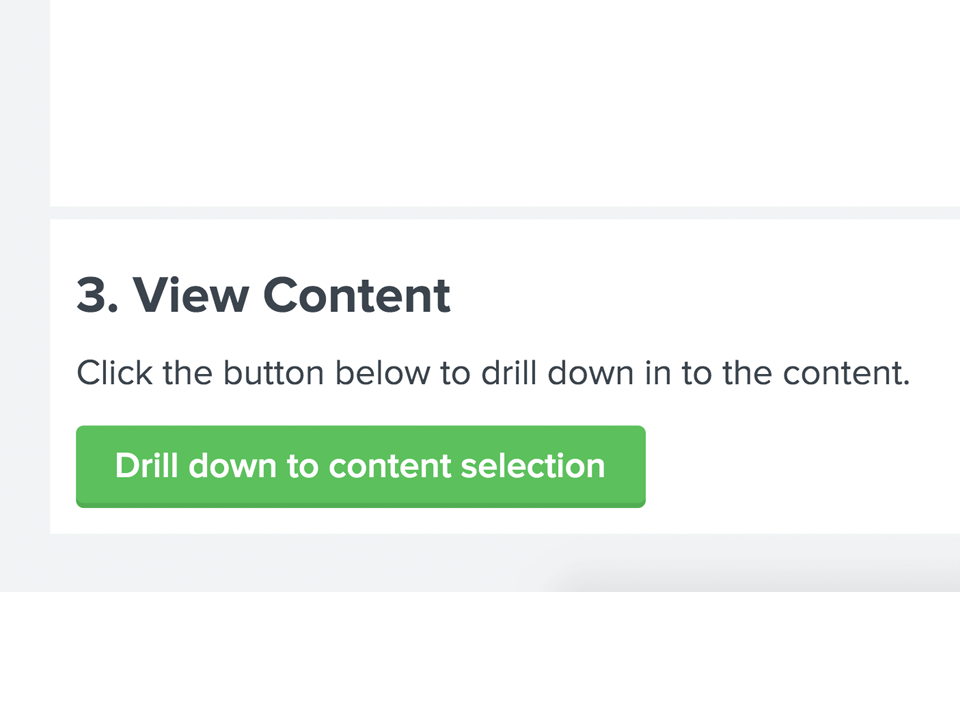 3. View Content
Click the button below to drill down in to the content.
Drill down to content selection